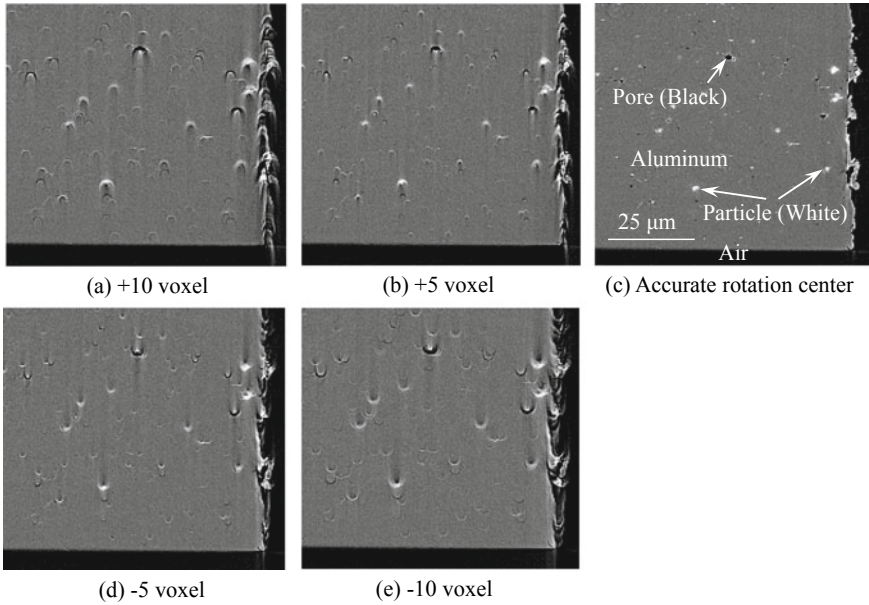 Pore (Black)
Aluminum
Particle (White)
25 μm
Air
(a) +10 voxel
(b) +5 voxel
(c) Accurate rotation center
(d) -5 voxel
(e) -10 voxel